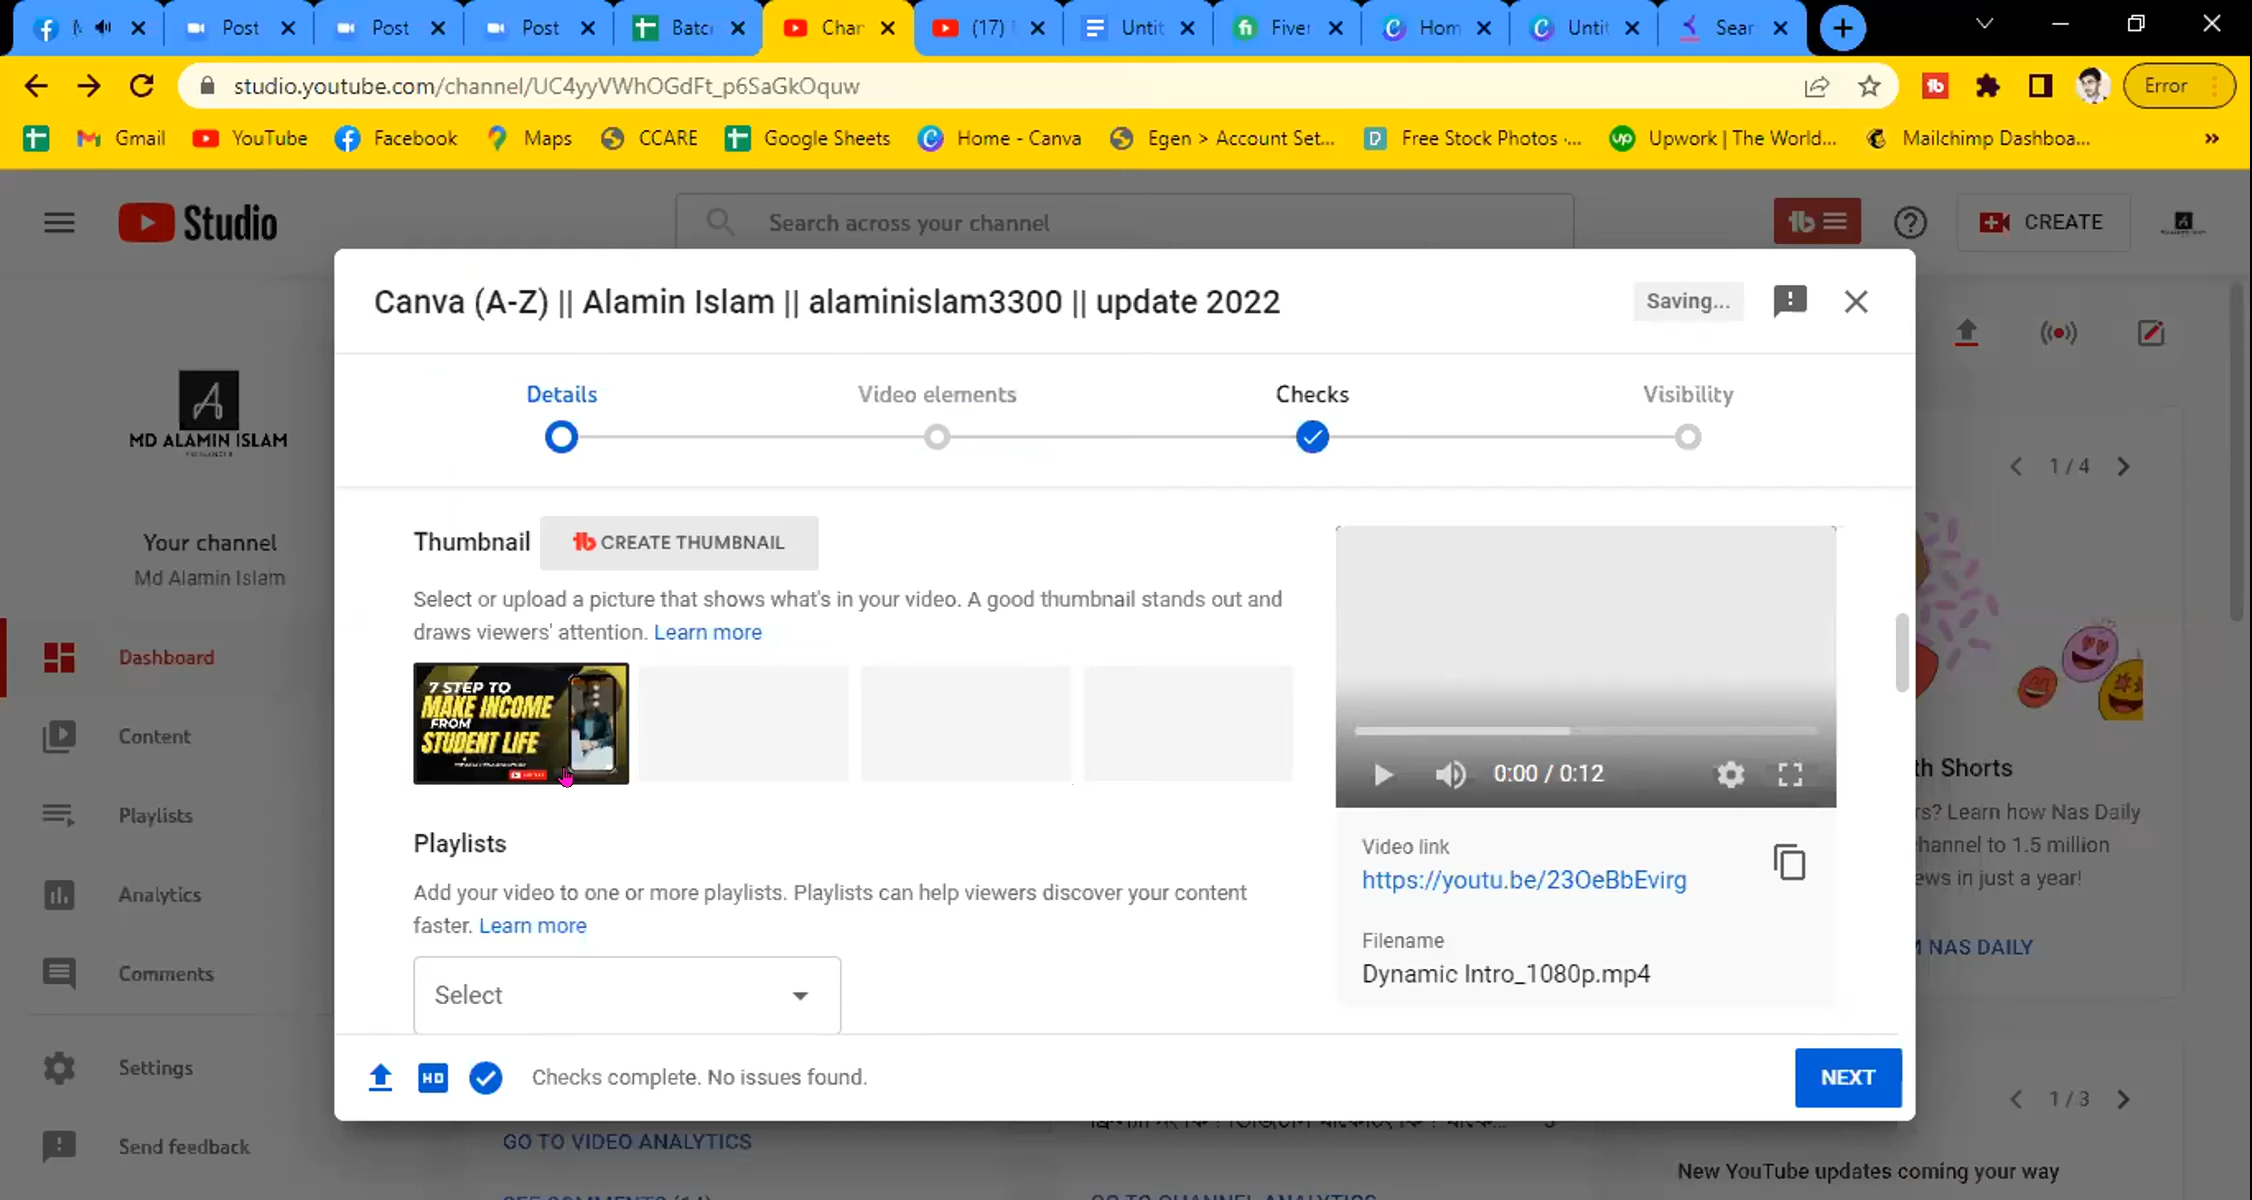 Post
Post
Post
Batc
Char
(17)
Untit
Fiver
Hom
Untit
Sear
studio.youtube.com/channel/UC4yyVWhOGdFt_p6SaGkOquw
Error
Gmail
YouTube
Facebook
Maps
CCARE
Google Sheets
Home - Canva
Egen > Account Set...
Free Stock Photos ·...
Upwork | The World...
Mailchimp Dashboa...
»
Studio
Search across your channel
CREATE
Canva (A-Z) || Alamin Islam || alaminislam3300 || update 2022
Saving...
Details
Video elements
Checks
Visibility
MD ALAMIN ISLAM
1 / 4
Your channel
Md Alamin Islam
Thumbnail
CREATE THUMBNAIL
Select or upload a picture that shows what's in your video. A good thumbnail stands out and
draws viewers' attention. Learn more
Dashboard
7 STEP TO
MAKE INCOME
FROM
STUDENT LIFE
Content
Playlists
Analytics
Comments
Settings
Send feedback
0:00 / 0:12
th Shorts
rs? Learn how Nas Daily
hannel to 1.5 million
ews in just a year!
Playlists
Add your video to one or more playlists. Playlists can help viewers discover your content
faster. Learn more
Select
Video link
https://youtu.be/23OeBbEvirg
Filename
Dynamic Intro_1080p.mp4
NAS DAILY
HD
Checks complete. No issues found.
NEXT
1 / 3
GO TO VIDEO ANALYTICS
New YouTube updates coming your way